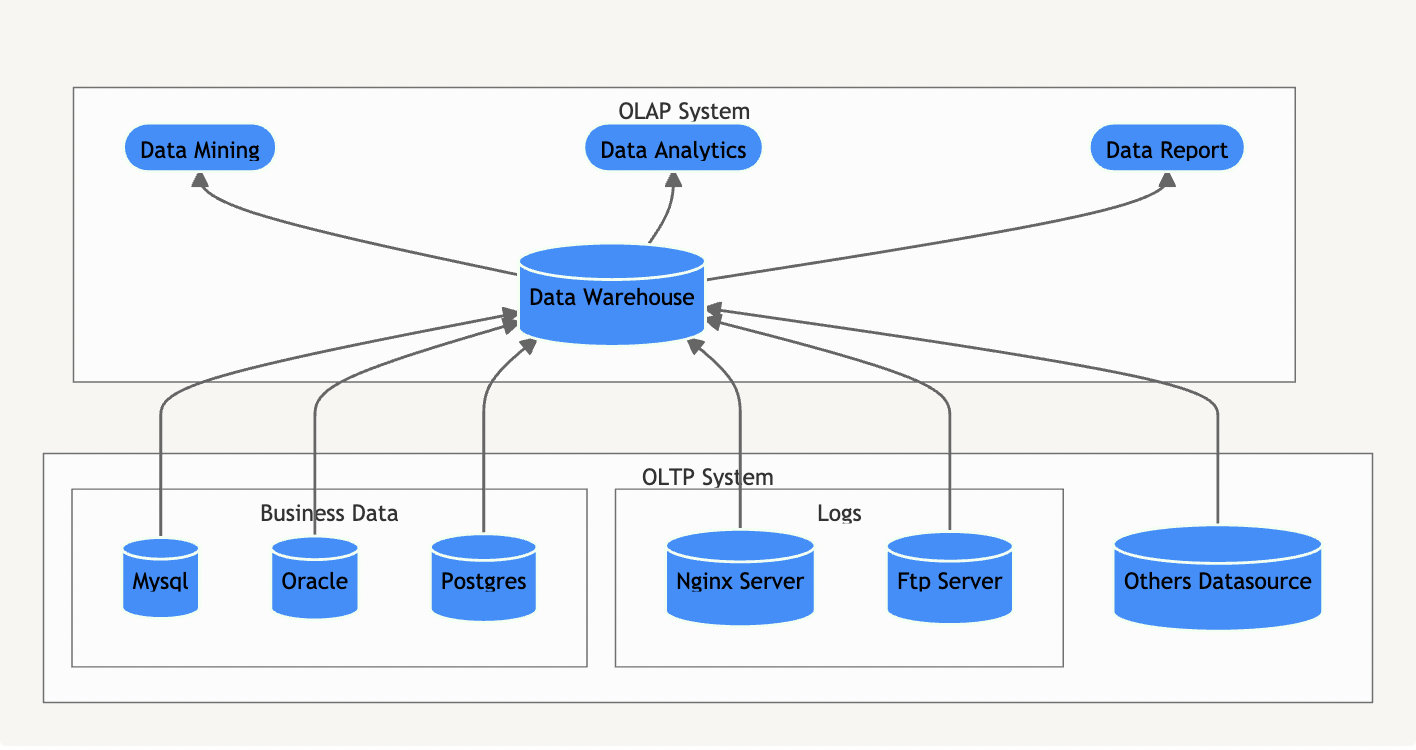 OLAP System
Data Mining
Data Analytics
Data Report
Data Warehouse
OLTP System
Business Data
Logs
Mysql
Oracle
Postgres
Nginx Server
Ftp Server
Others Datasource